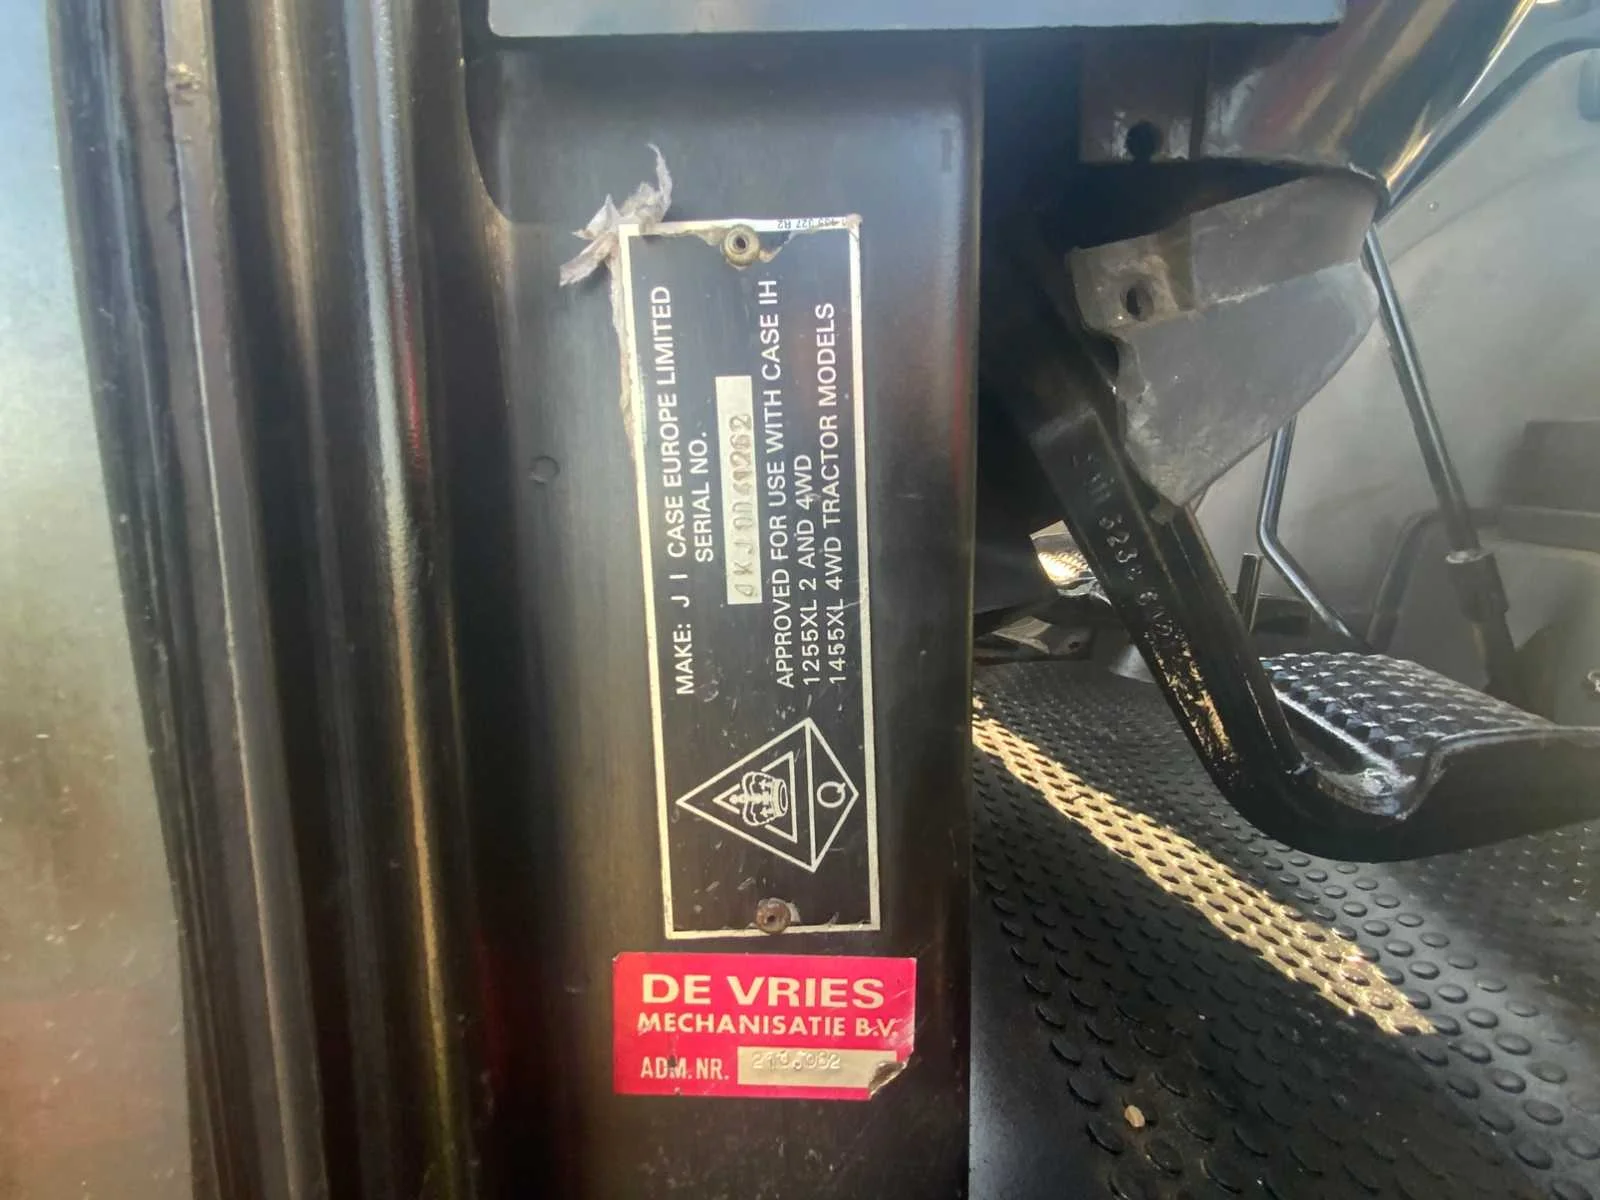 MAKE: J I CASE EUROPE LIMITED
SERIAL NO.
JKJ0041262
APPROVED FOR USE WITH CASE IH
1255XL 2 AND 4WD
1455XL 4WD TRACTOR MODELS
Q
DE VRIES
MECHANISATIE B.V.
ADM. NR.